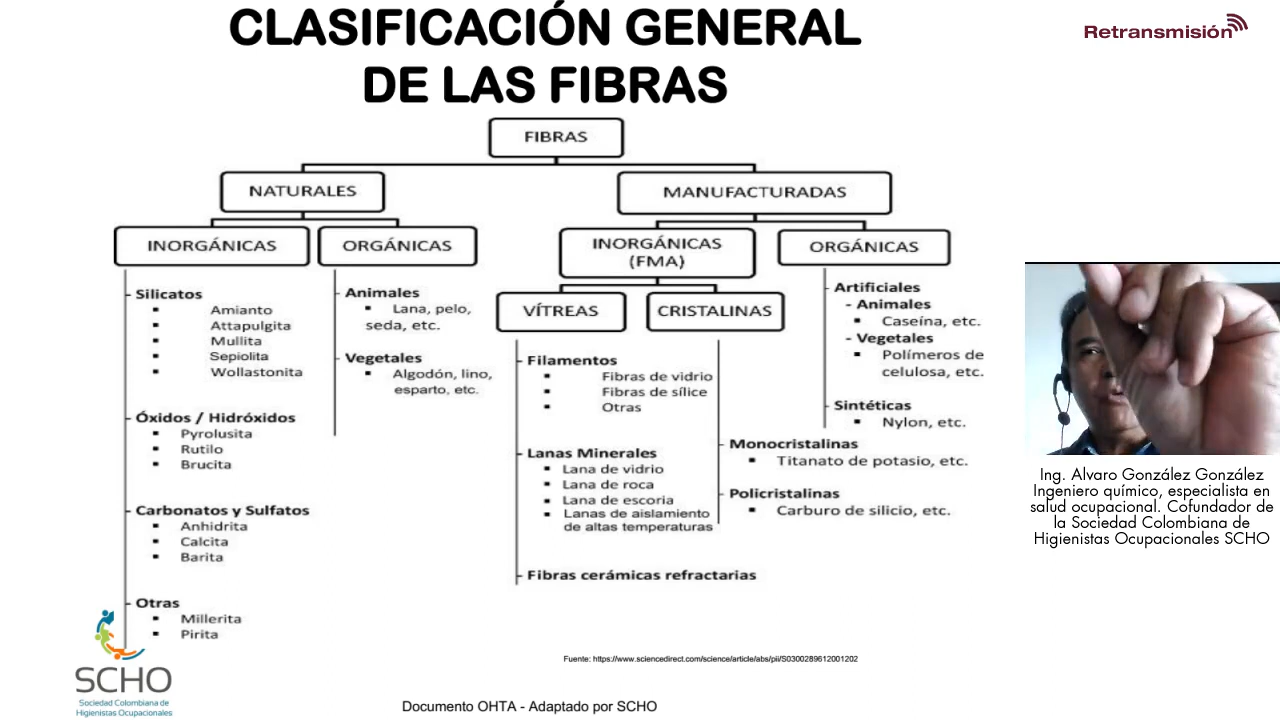 CLASIFICACIÓN GENERAL
DE LAS FIBRAS
Retransmisión
FIBRAS
NATURALES
MANUFACTURADAS
INORGÁNICAS
ORGÁNICAS
INORGÁNICAS
(FMA)
ORGÁNICAS
VÍTREAS
CRISTALINAS
Silicatos
Amianto
Attapulgita
Mullita
Sepiolita
Wollastonita
Óxidos / Hidróxidos
Pyrolusita
Rutilo
Brucita
Carbonatos y Sulfatos
Anhidrita
Calcita
Barita
Otras
Millerita
Pirita
Animales
Lana, pelo,
seda, etc.
Vegetales
Algodón, lino,
esparto, etc.
Filamentos
Fibras de vidrio
Fibras de sílice
Otras
Lanas Minerales
Lana de vidrio
Lana de roca
Lana de escoria
Lanas de aislamiento
de altas temperaturas
Fibras cerámicas refractarias
Monocristalinas
Titanato de potasio, etc.
Policristalinas
Carburo de silicio, etc.
Artificiales
- Animales
Caseína, etc.
- Vegetales
Polímeros de
celulosa, etc.
Sintéticas
Nylon, etc.
Ing. Alvaro González González
Ingeniero químico, especialista en
salud ocupacional. Cofundador de
la Sociedad Colombiana de
Higienistas Ocupacionales SCHO
Fuente: https://www.sciencedirect.com/science/article/abs/pii/S0300289612001202
SCHO
Sociedad Colombiana de
Higienistas Ocupacionales
Documento OHTA - Adaptado por SCHO